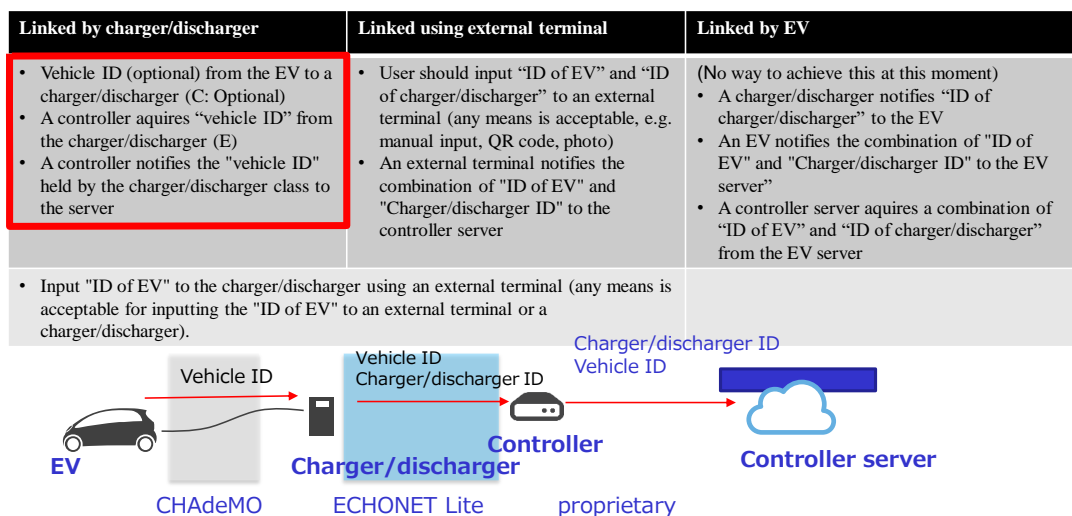 Linked by charger/discharger
Linked using external terminal
Linked by EV
• Vehicle ID (optional) from the EV to a
charger/discharger (C: Optional)
• A controller aquires “vehicle ID” from
the charger/discharger (E)
• A controller notifies the "vehicle ID"
held by the charger/discharger class to
the server
• User should input “ID of EV” and “ID
of charger/discharger” to an external
terminal (any means is acceptable, e.g.
manual input, QR code, photo)
• An external terminal notifies the
combination of "ID of EV" and
"Charger/discharger ID" to the
controller server
(No way to achieve this at this moment)
• A charger/discharger notifies “ID of
charger/discharger” to the EV
• An EV notifies the combination of "ID of
EV" and "Charger/discharger ID" to the EV
server”
• A controller server aquires a combination of
“ID of EV” and “ID of charger/discharger”
from the EV server
• Input "ID of EV" to the charger/discharger using an external terminal (any means is
acceptable for inputting the "ID of EV" to an external terminal or a
charger/discharger).
Vehicle ID
Vehicle ID
Charger/discharger ID
Charger/discharger ID
Vehicle ID
EV
Charger/discharger
Controller
Controller server
CHAdeMO
ECHONET Lite
proprietary